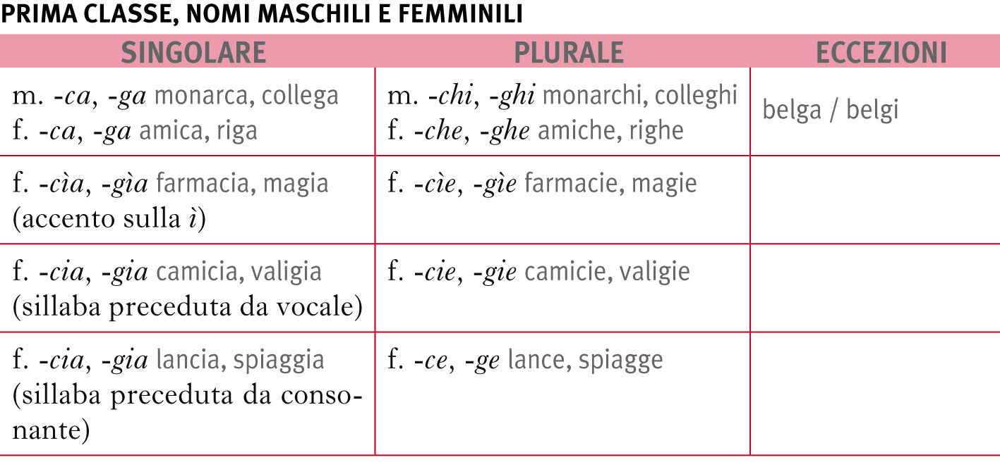 PRIMA CLASSE, NOMI MASCHILI E FEMMINILI
SINGOLARE PLURALE ECCEZIONI
m. -ca, -ga monarca, collega
f. -ca, -ga amica, riga
m. -chi, -ghi monarchi, colleghi
f. -che, -ghe amiche, righe
belga / belgi
f. -cìa, -gìa farmacia, magia
(accento sulla ì)
f. -cìe, -gìe farmacie, magie
f. -cia, -gia camicia, valigia
(sillaba preceduta da vocale)
f. -cie, -gie camicie, valigie
f. -cia, -gia lancia, spiaggia
(sillaba preceduta da conso-
nante)
f. -ce, -ge lance, spiagge